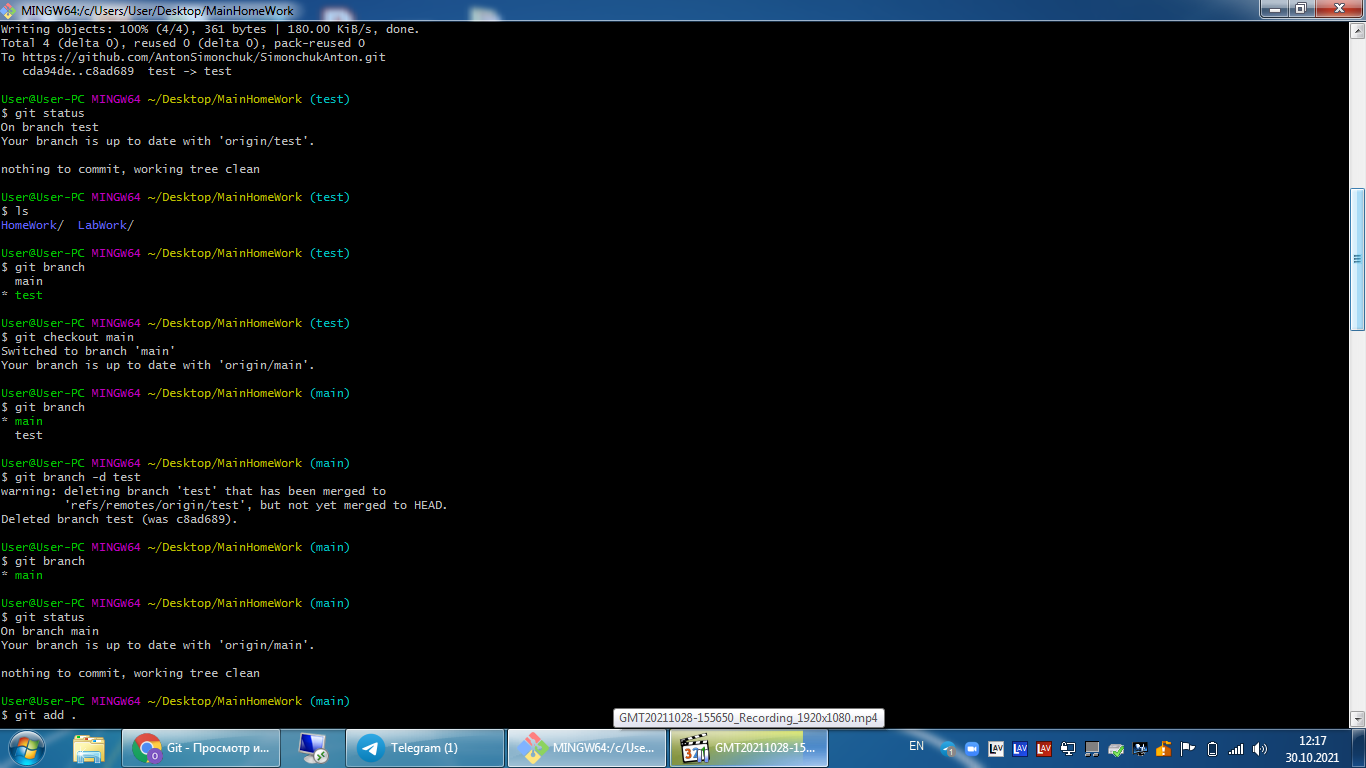 MINGW64:/c/Users/User/Desktop/MainHomeWork
Writing objects: 100% (4/4), 361 bytes | 180.00 KiB/s, done.
Total 4 (delta 0), reused 0 (delta 0), pack-reused 0
To https://github.com/AntonSimonchuk/SimonchukAnton.git
   cda94de..c8ad689  test -> test
User@User-PC MINGW64 ~/Desktop/MainHomeWork (test)
$ git status
On branch test
Your branch is up to date with 'origin/test'.
nothing to commit, working tree clean
User@User-PC MINGW64 ~/Desktop/MainHomeWork (test)
$ ls
HomeWork/  LabWork/
User@User-PC MINGW64 ~/Desktop/MainHomeWork (test)
$ git branch
  main
* test
User@User-PC MINGW64 ~/Desktop/MainHomeWork (test)
$ git checkout main
Switched to branch 'main'
Your branch is up to date with 'origin/main'.
User@User-PC MINGW64 ~/Desktop/MainHomeWork (main)
$ git branch
* main
  test
User@User-PC MINGW64 ~/Desktop/MainHomeWork (main)
$ git branch -d test
warning: deleting branch 'test' that has been merged to
         'refs/remotes/origin/test', but not yet merged to HEAD.
Deleted branch test (was c8ad689).
User@User-PC MINGW64 ~/Desktop/MainHomeWork (main)
$ git branch
* main
User@User-PC MINGW64 ~/Desktop/MainHomeWork (main)
$ git status
On branch main
Your branch is up to date with 'origin/main'.
nothing to commit, working tree clean
User@User-PC MINGW64 ~/Desktop/MainHomeWork (main)
$ git add .
GMT20211028-155650_Recording_1920x1080.mp4
Git - Просмотр и...
Telegram (1)
MINGW64:/c/Use...
321
GMT20211028-15...
EN
1
LAV
LAV
LAV
12:17
30.10.2021